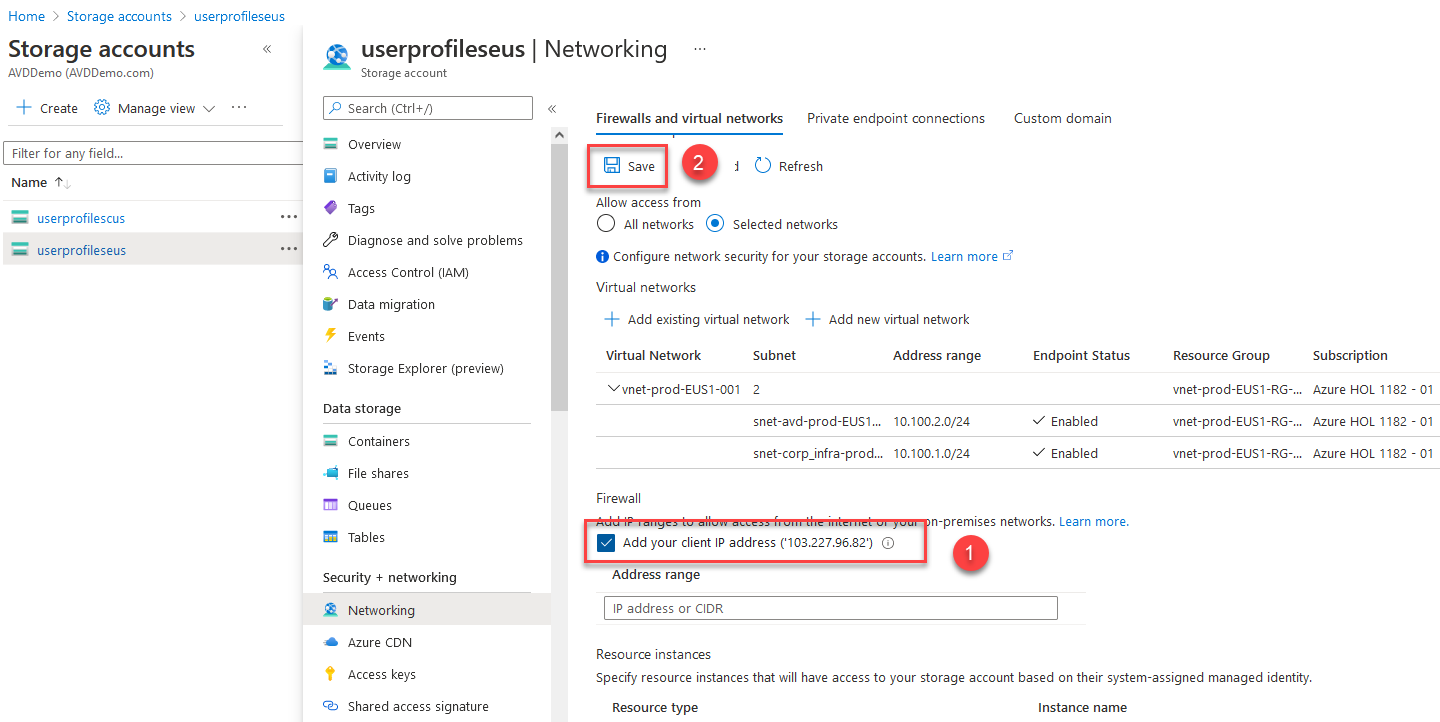 Home > Storage accounts > userprofileseus
Storage accounts «
AVDDemo (AVDDemo.com)
+ Create Manage view ···
Filter for any field...
Name ↑↓
userprofilescus ···
userprofileseus ···
userprofileseus | Networking ···
Storage account
Search (Ctrl+/) «
Overview
Activity log
Tags
Diagnose and solve problems
Access Control (IAM)
Data migration
Events
Storage Explorer (preview)
Data storage
Containers
File shares
Queues
Tables
Security + networking
Networking
Azure CDN
Access keys
Shared access signature
Firewalls and virtual networks Private endpoint connections Custom domain
Save 2 d Refresh
Allow access from
All networks Selected networks
Configure network security for your storage accounts. Learn more
Virtual networks
+ Add existing virtual network + Add new virtual network
Virtual Network Subnet Address range Endpoint Status Resource Group Subscription
vnet-prod-EUS1-001 2 vnet-prod-EUS1-RG-... Azure HOL 1182 - 01
snet-avd-prod-EUS1... 10.100.2.0/24 Enabled vnet-prod-EUS1-RG-... Azure HOL 1182 - 01
snet-corp_infra-prod... 10.100.1.0/24 Enabled vnet-prod-EUS1-RG-... Azure HOL 1182 - 01
Firewall
Add IP ranges to allow access from the internet or your on-premises networks. Learn more.
Add your client IP address ('103.227.96.82') 1
Address range
IP address or CIDR
Resource instances
Specify resource instances that will have access to your storage account based on their system-assigned managed identity.
Resource type Instance name